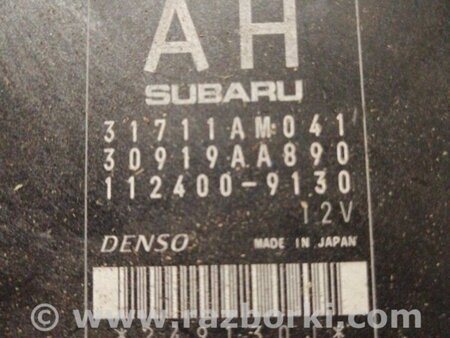 AH
SUBARU
31711AM041
30919AA890
112400-9130
12V
DENSO MADE IN JAPAN
© www.razborki.com